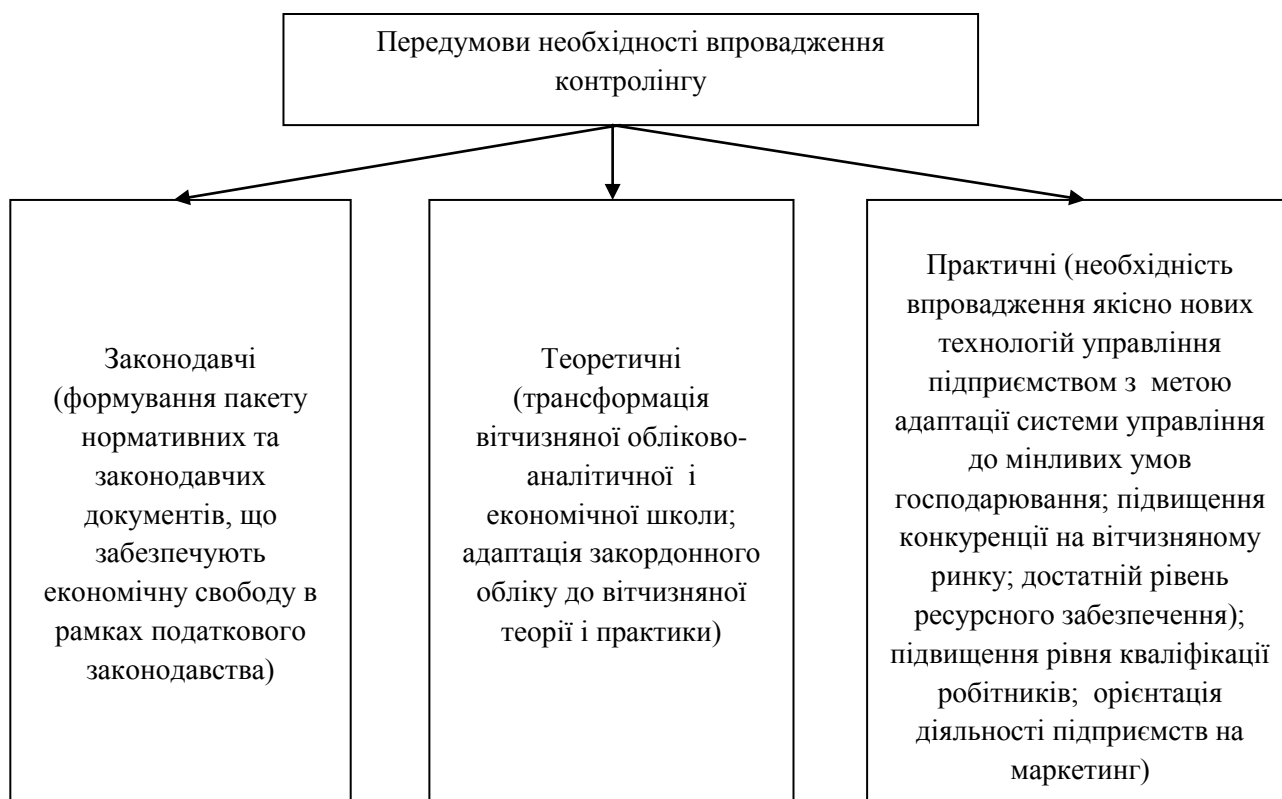 Передумови необхідності впровадження
контролінгу
Законодавчі
(формування пакету
нормативних та
законодавчих
документів, що
забезпечують
економічну свободу в
рамках податкового
законодавства)
Теоретичні
(трансформація
вітчизняної обліково-
аналітичної і
економічної школи;
адаптація закордонного
обліку до вітчизняної
теорії і практики)
Практичні (необхідність
впровадження якісно нових
технологій управління
підприємством з метою
адаптації системи управління
до мінливих умов
господарювання; підвищення
конкуренції на вітчизняному
ринку; достатній рівень
ресурсного забезпечення);
підвищення рівня кваліфікації
робітників; орієнтація
діяльності підприємств на
маркетинг)